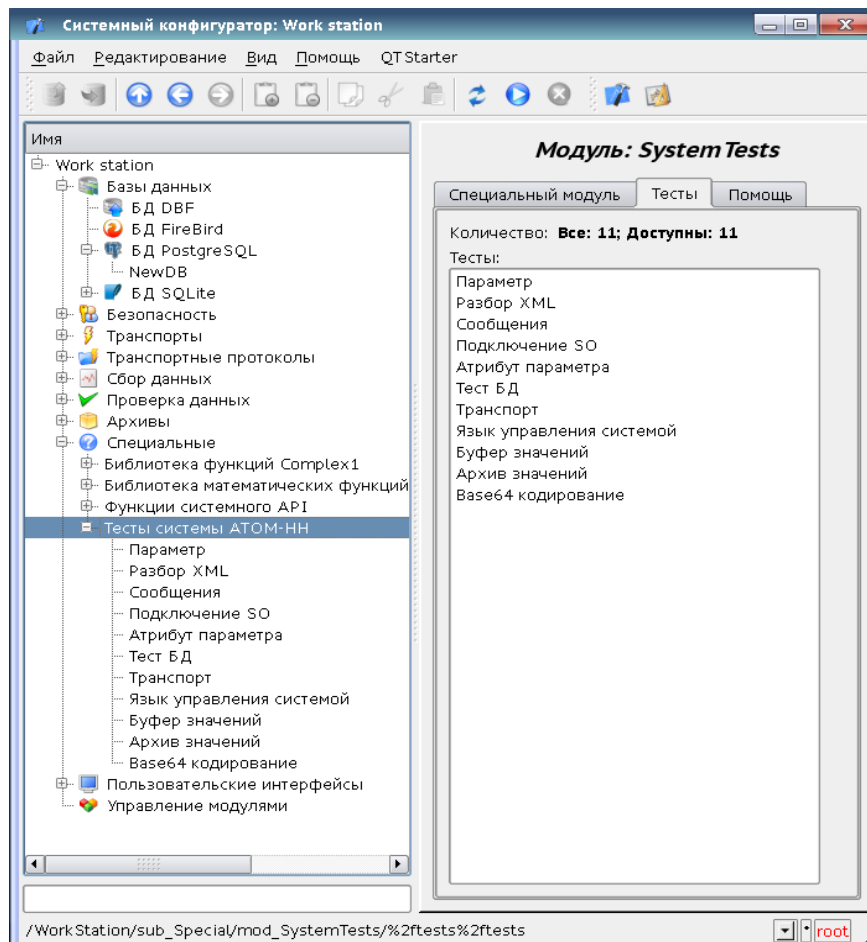 Системный конфигуратор: Work station
Файл Редактирование Вид Помощь QTStarter
Имя
Work station
Базы данных
БД DBF
БД FireBird
БД PostgreSQL
NewDB
БД SQLite
Безопасность
Транспорты
Транспортные протоколы
Сбор данных
Проверка данных
Архивы
Специальные
Библиотека функций Complex1
Библиотека математических функций
Функции системного API
Тесты системы АТОМ-НН
Параметр
Разбор XML
Сообщения
Подключение SO
Атрибут параметра
Тест БД
Транспорт
Язык управления системой
Буфер значений
Архив значений
Base64 кодирование
Пользовательские интерфейсы
Управление модулями
Модуль: SystemTests
Специальный модуль Тесты Помощь
Количество: Все: 11; Доступны: 11
Тесты:
Параметр
Разбор XML
Сообщения
Подключение SO
Атрибут параметра
Тест БД
Транспорт
Язык управления системой
Буфер значений
Архив значений
Base64 кодирование
/WorkStation/sub_Special/mod_SystemTests/%2ftests%2ftests
* root